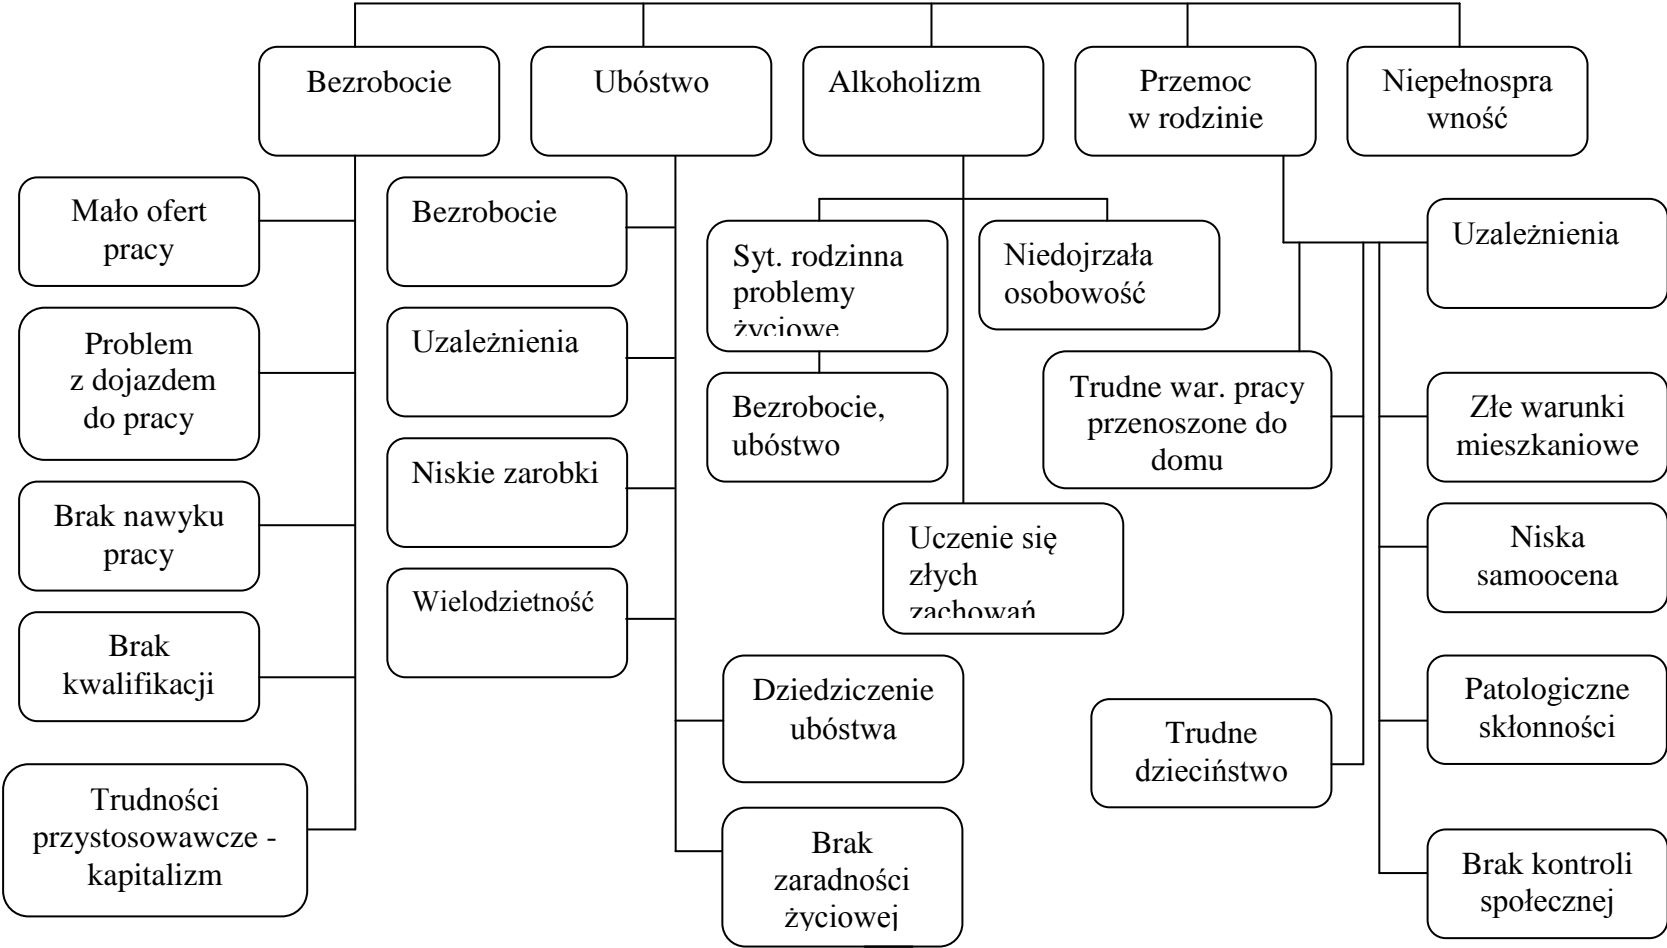 Bezrobocie
Ubóstwo
Alkoholizm
Przemoc
w rodzinie
Niepełnospra
wność
Mało ofert
pracy
Problem
z dojazdem
do pracy
Brak nawyku
pracy
Brak
kwalifikacji
Trudności
przystosowawcze -
kapitalizm
Bezrobocie
Uzależnienia
Niskie zarobki
Wielodzietność
Dziedziczenie
ubóstwa
Brak
zaradności
życiowej
Syt. rodzinna
problemy
życiowe
Bezrobocie,
ubóstwo
Niedojrzała
osobowość
Uczenie się
złych
zachowań
Trudne war. pracy
przenoszone do
domu
Trudne
dzieciństwo
Uzależnienia
Złe warunki
mieszkaniowe
Niska
samoocena
Patologiczne
skłonności
Brak kontroli
społecznej